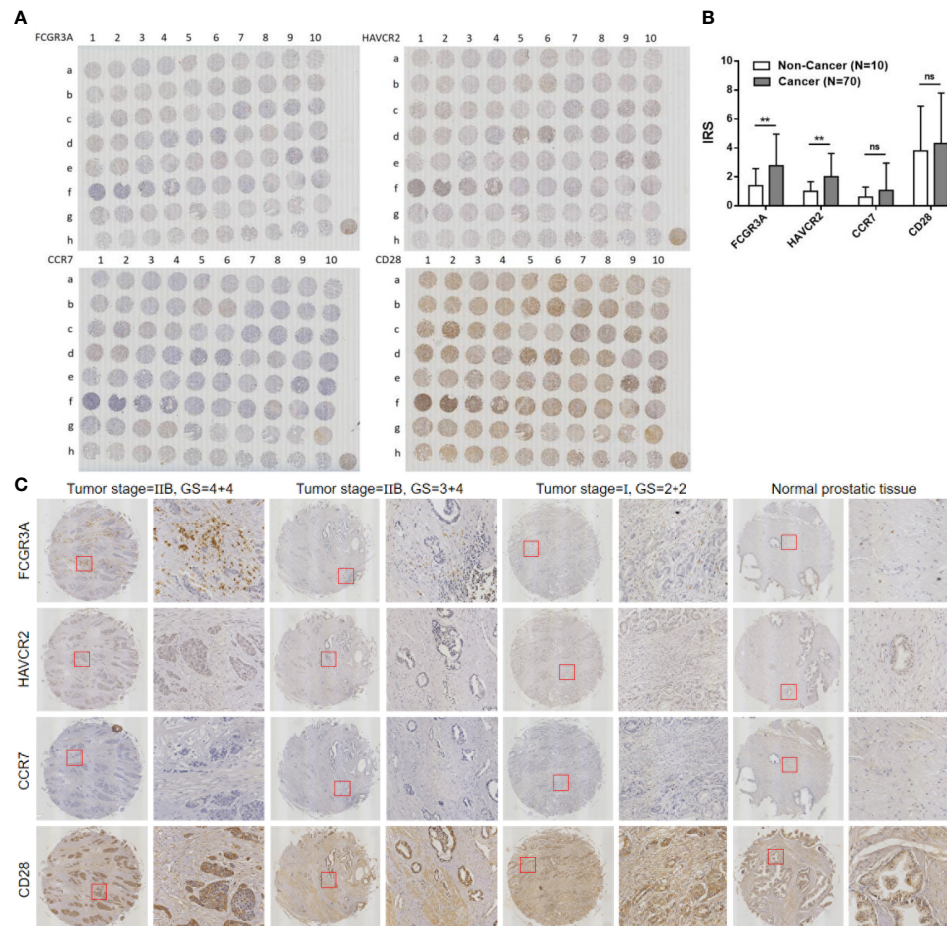 A
FCGR3A 1 2 3 4 5 6 7 8 9 10
a
b
c
d
e
f
g
h
HAVCR2 1 2 3 4 5 6 7 8 9 10
a
b
c
d
e
f
g
h
CCR7 1 2 3 4 5 6 7 8 9 10
a
b
c
d
e
f
g
h
CD28 1 2 3 4 5 6 7 8 9 10
a
b
c
d
e
f
g
h
B
Non-Cancer (N=10)
Cancer (N=70)
IRS
10
8
6
4
2
0
**
**
ns
ns
FCGR3A
HAVCR2
CCR7
CD28
C
Tumor stage=IIB, GS=4+4
Tumor stage=IIB, GS=3+4
Tumor stage=I, GS=2+2
Normal prostatic tissue
FCGR3A
HAVCR2
CCR7
CD28